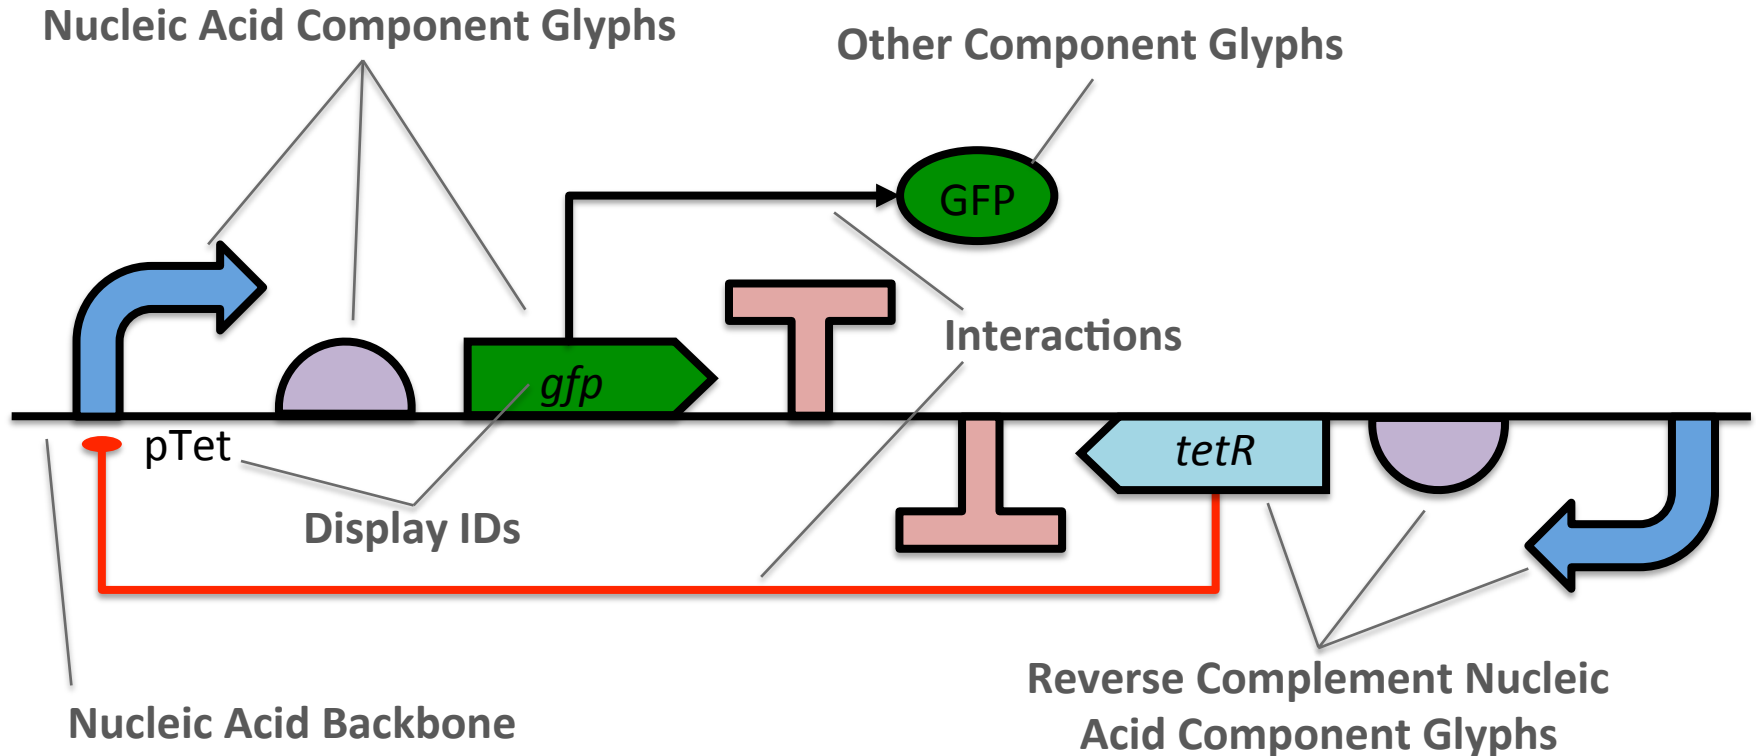 Nucleic Acid Component Glyphs
Other Component Glyphs
GFP
Interactions
gfp
pTet
tetR
Display IDs
Reverse Complement Nucleic
Acid Component Glyphs
Nucleic Acid Backbone